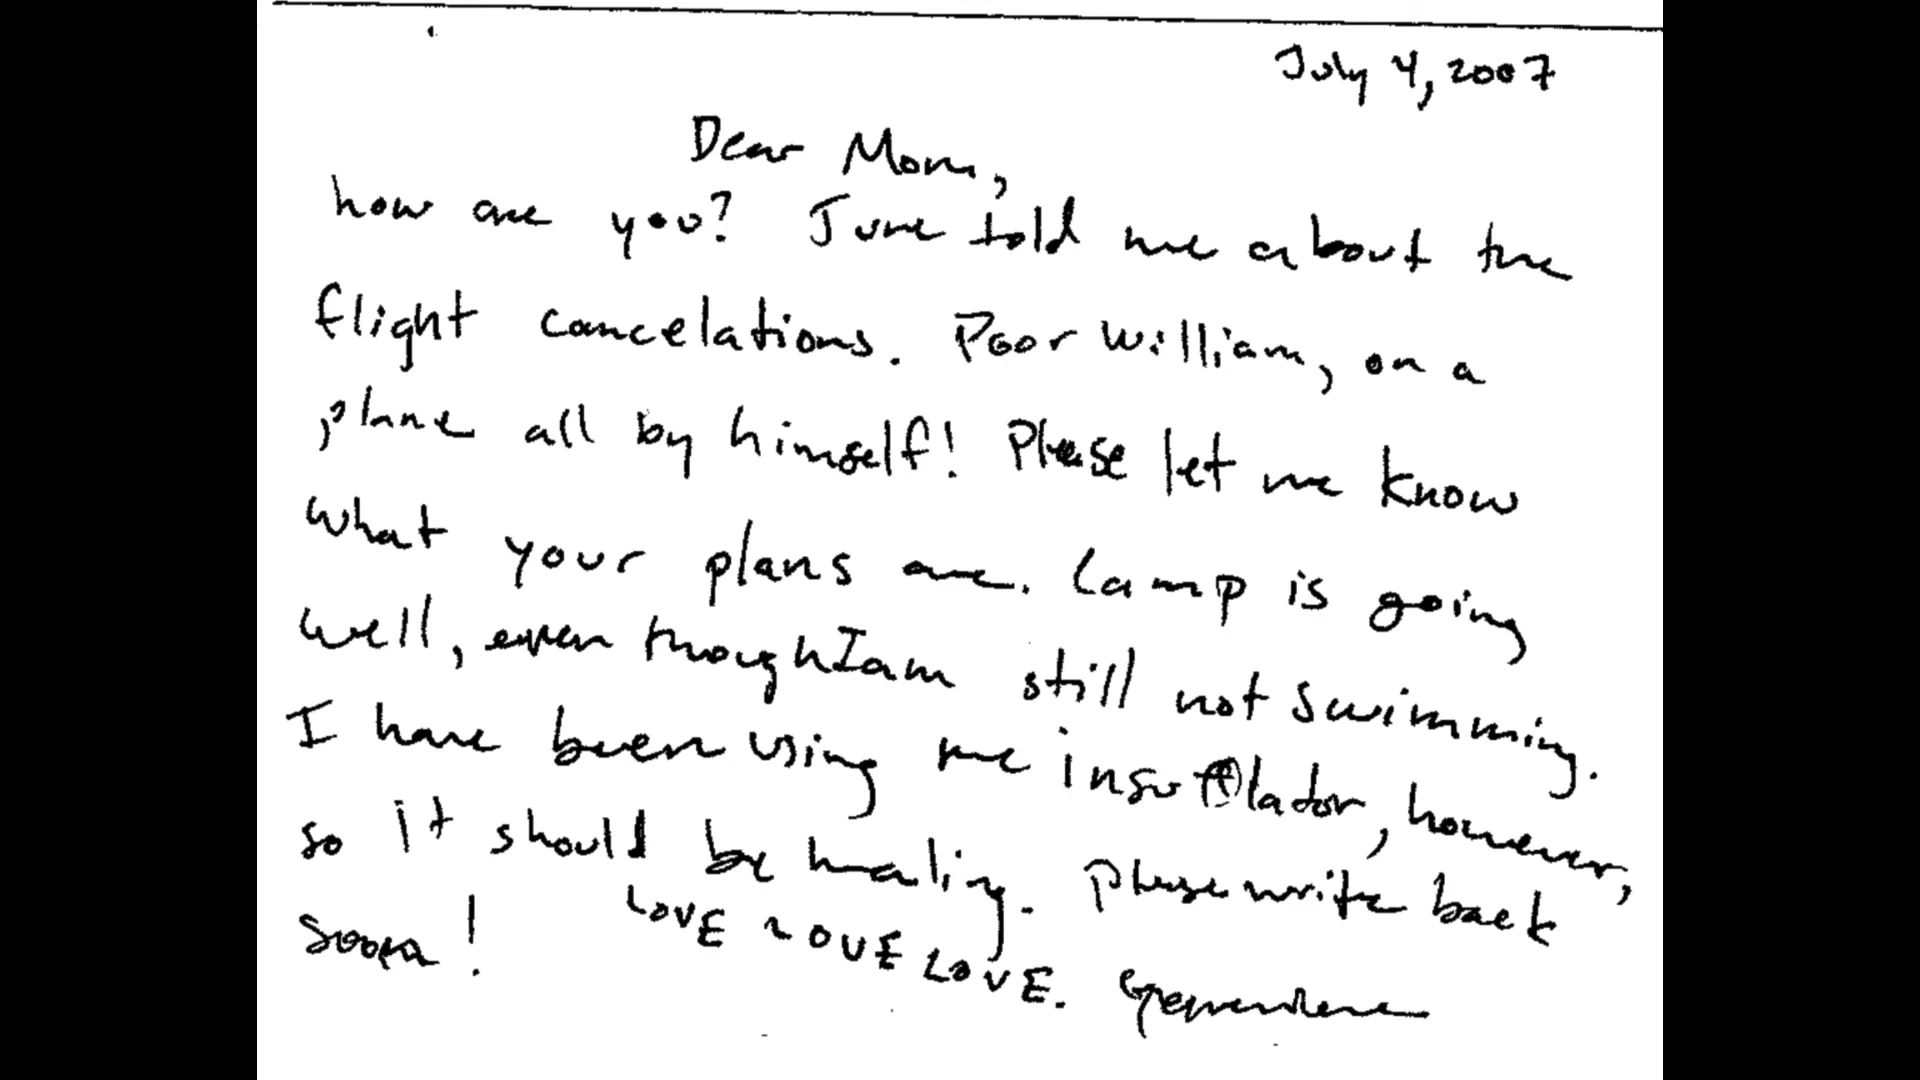 July 4, 2007
Dear Mom,
how are you? June told me about the
flight cancelations. Poor William, on a
plane all by himself! Please let me know
what your plans are. Camp is going
well, even though I am still not swimming.
I have been using me insullator, however,
so it should be healing. Please write back
soon! LOVE LOVE LOVE.